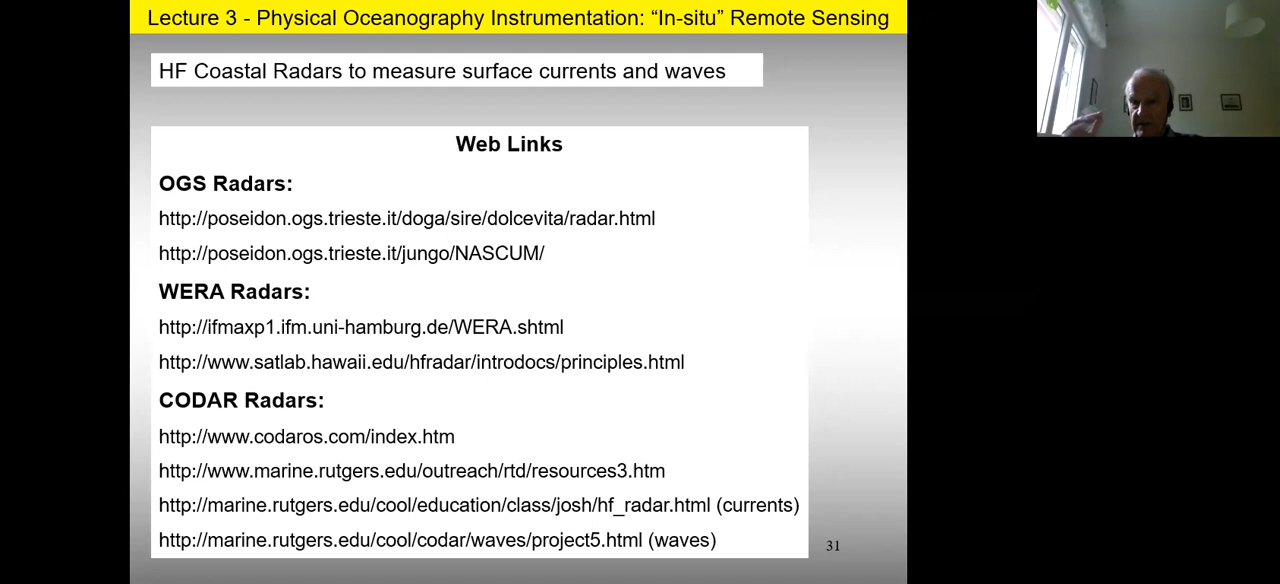 Lecture 3 - Physical Oceanography Instrumentation: “In-situ” Remote Sensing
HF Coastal Radars to measure surface currents and waves
Web Links
OGS Radars:
http://poseidon.ogs.trieste.it/doga/sire/dolcevita/radar.html
http://poseidon.ogs.trieste.it/jungo/NASCUM/
WERA Radars:
http://ifmaxp1.ifm.uni-hamburg.de/WERA.shtml
http://www.satlab.hawaii.edu/hfradar/introdocs/principles.html
CODAR Radars:
http://www.codaros.com/index.htm
http://www.marine.rutgers.edu/outreach/rtd/resources3.htm
http://marine.rutgers.edu/cool/education/class/josh/hf_radar.html (currents)
http://marine.rutgers.edu/cool/codar/waves/project5.html (waves)
31